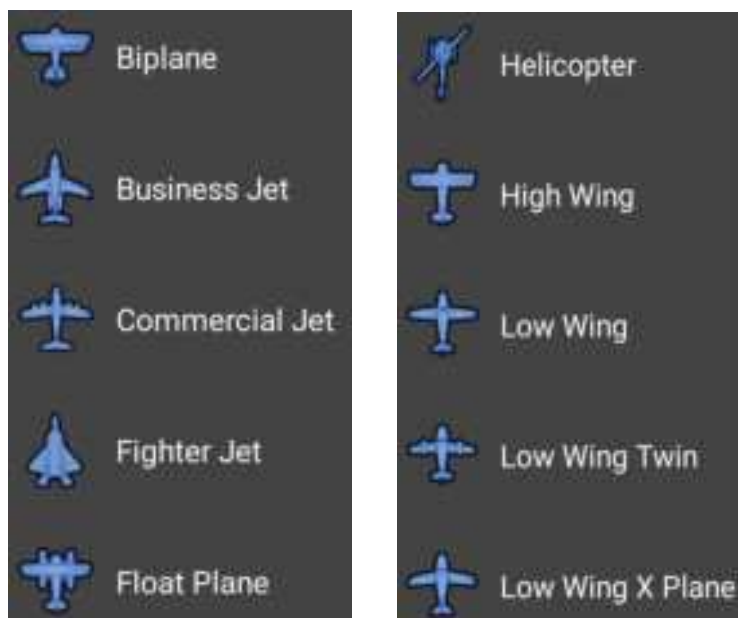 Biplane
Business Jet
Commercial Jet
Fighter Jet
Float Plane
Helicopter
High Wing
Low Wing
Low Wing Twin
Low Wing X Plane